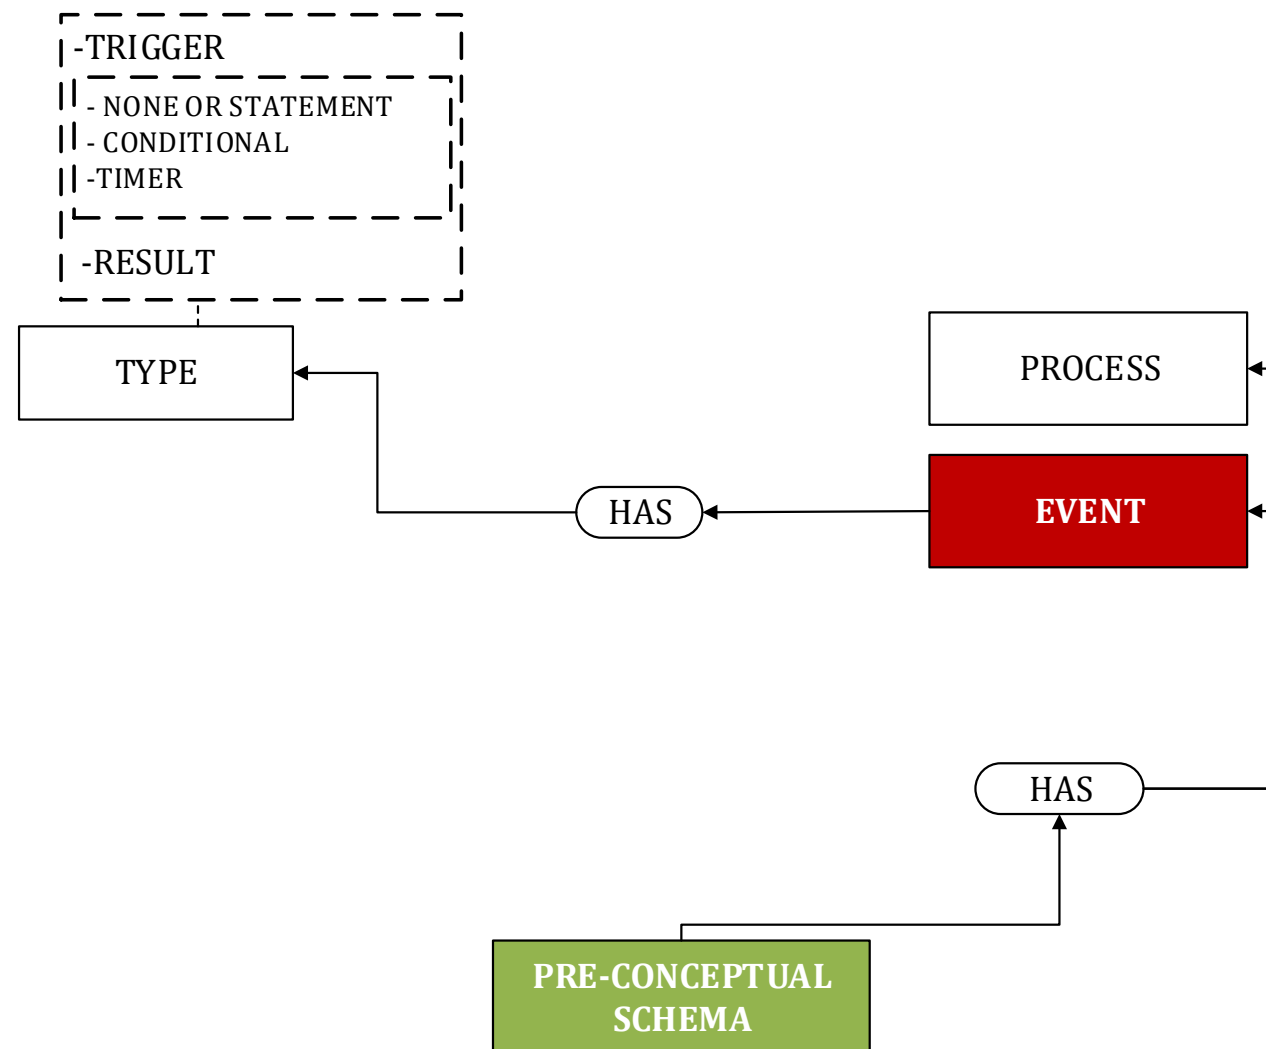 -TRIGGER
- NONE OR STATEMENT
- CONDITIONAL
-TIMER
-RESULT
TYPE
PROCESS
HAS
EVENT
HAS
PRE-CONCEPTUAL
SCHEMA